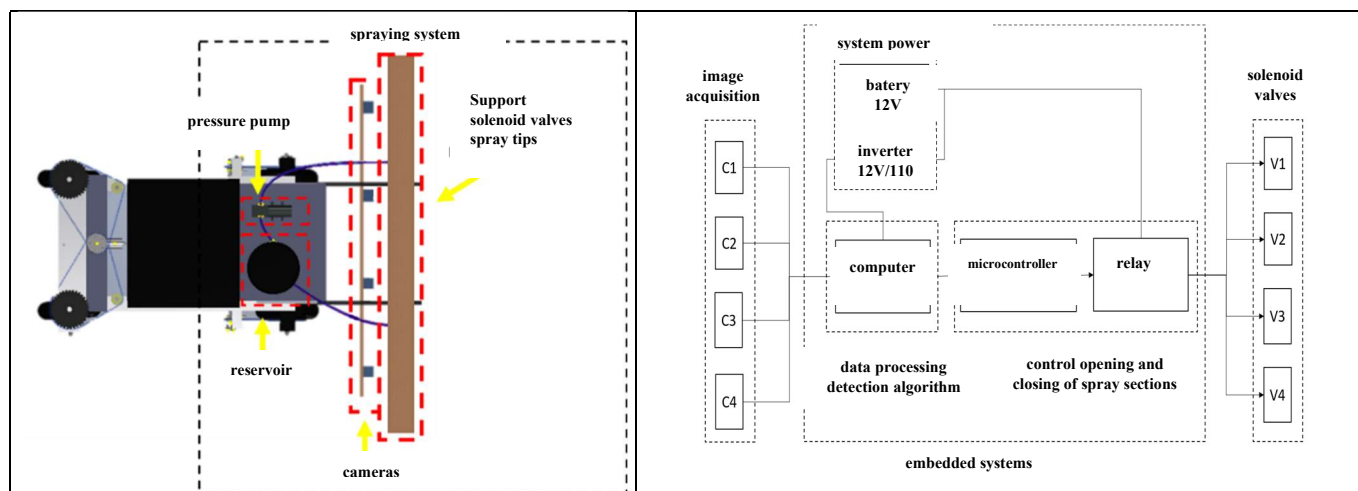 spraying system
Support
solenoid valves
spray tips
pressure pump
reservoir
cameras
system power
image
acquisition
batery
12V
inverter
12V/110
solenoid
valves
C1
C2
C3
C4
computer
microcontroller
relay
V1
V2
V3
V4
data processing
detection algorithm
control opening and
closing of spray sections
embedded systems